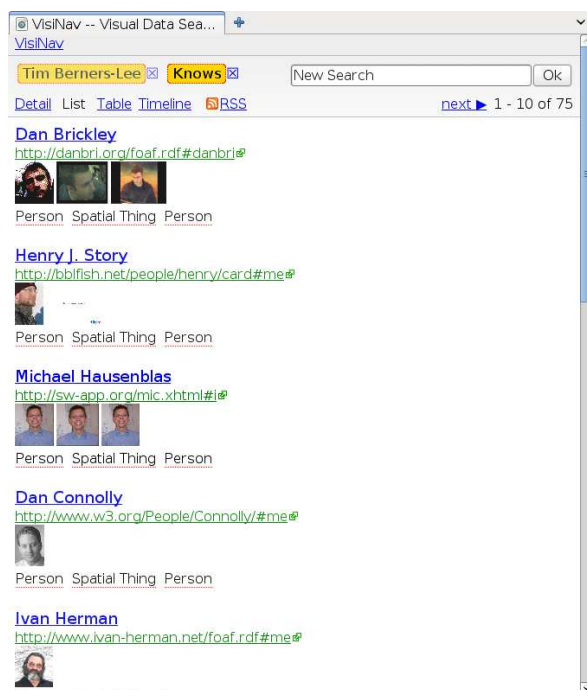 VisiNav -- Visual Data Sea...
VisiNav
Tim Berners-Lee Knows New Search Ok
Detail List Table Timeline RSS next ▶ 1 - 10 of 75
Dan Brickley
http://danbri.org/foaf.rdf#danbri
Person Spatial Thing Person
Henry J. Story
http://bblfish.net/people/henry/card#me
Person Spatial Thing Person
Michael Hausenblas
http://sw-app.org/mic.xhtml#i
Person Spatial Thing Person
Dan Connolly
http://www.w3.org/People/Connolly/#me
Person Spatial Thing Person
Ivan Herman
http://www.ivan-herman.net/foaf.rdf#me